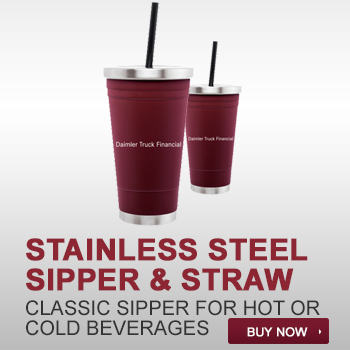 Daimler Truck Financial
Daimler Truck Financial
STAINLESS STEEL
SIPPER & STRAW
CLASSIC SIPPER FOR HOT OR
COLD BEVERAGES
BUY NOW ›